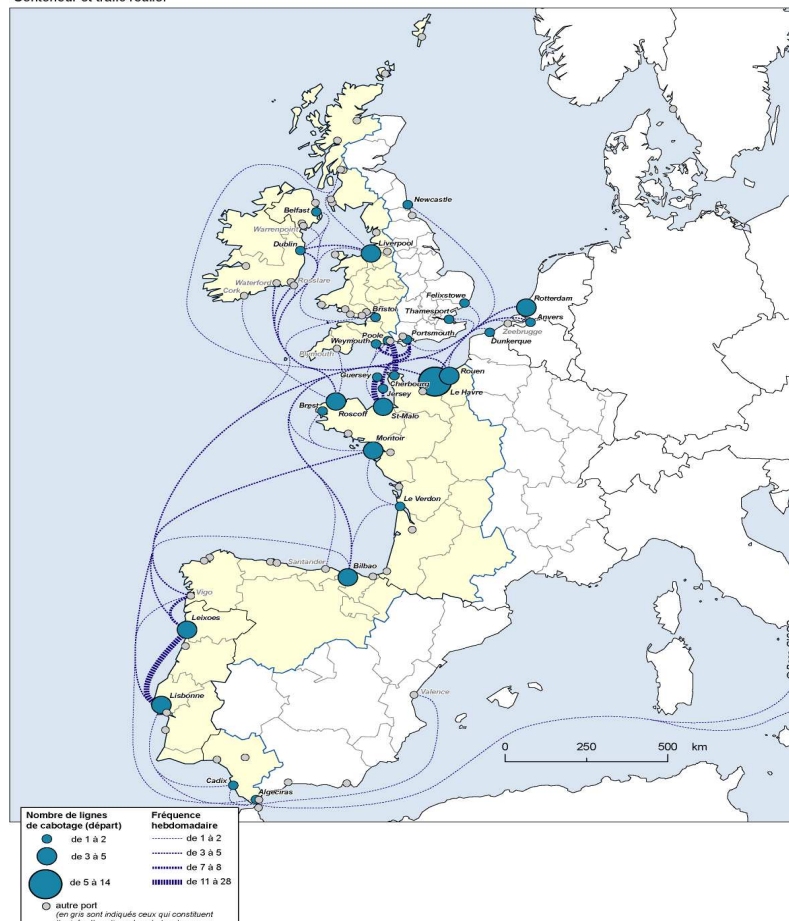 Conteneur et trafic roulier
Newcastle
Belfast
Warrenpoint
Dublin
Liverpool
Rosslare
Waterford
Cork
Bristol
Felixstowe
Thamesport
Rotterdam
Anvers
Zeebrugge
Dunkerque
Poole
Portsmouth
Weymouth
Plymouth
Guersey
Cherbourg
Jersey
Rouen
Le Havre
Brest
Roscoff
St-Malo
Montoir
Le Verdon
Santander
Bilbao
Vigo
Leixoes
Lisbonne
Valence
Cadix
Algeciras
0 250 500 km
Nombre de lignes
de cabotage (départ)
de 1 à 2
de 3 à 5
de 5 à 14
autre port
(en gris sont indiqués ceux qui constituent
Fréquence
hebdomadaire
de 1 à 2
de 3 à 5
de 7 à 8
de 11 à 28